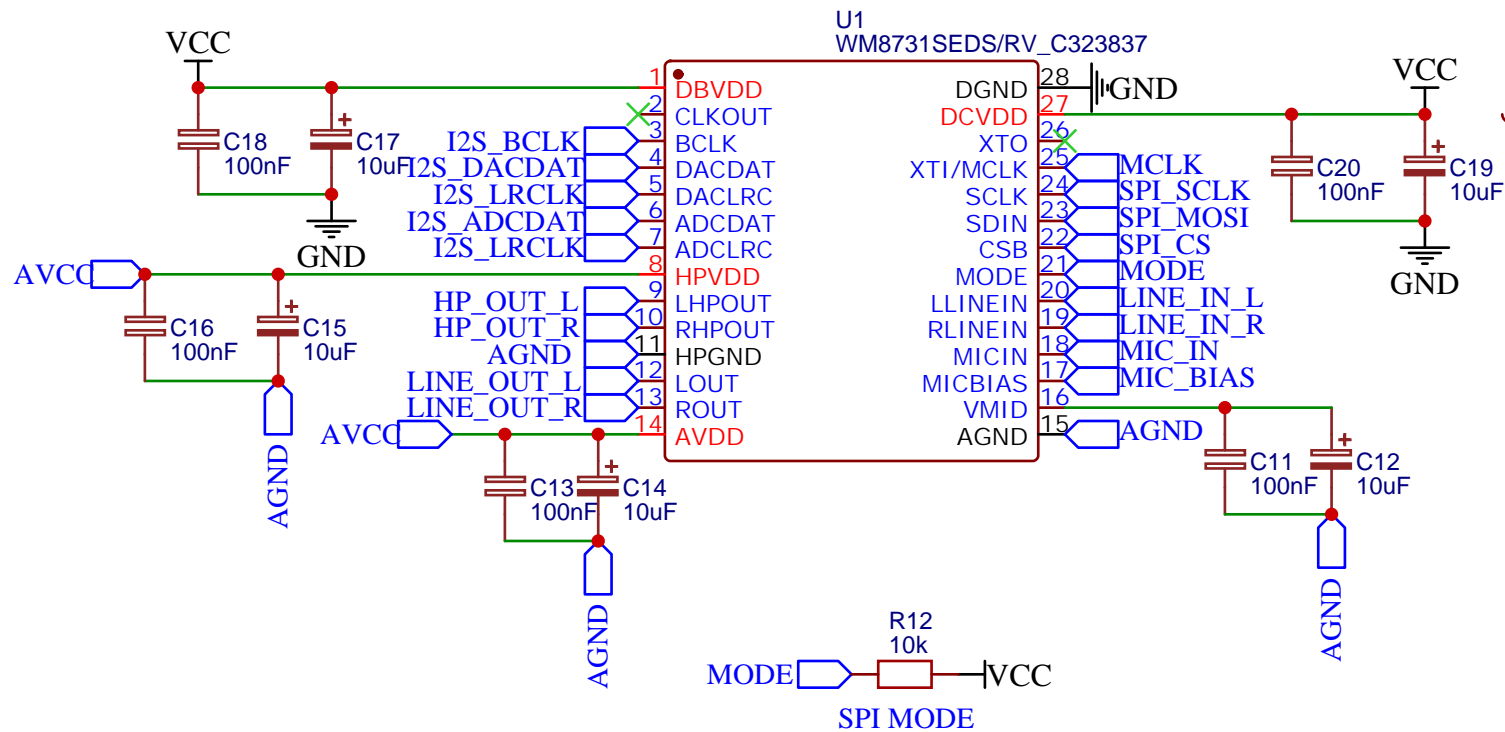 U1
WM8731SEDS/RV_C323837
VCC
1
DBVDD
2
CLKOUT
I2S_BCLK
3
BCLK
I2S_DACDAT
4
DACDAT
I2S_LRCLK
5
DACLRC
I2S_ADCDAT
6
ADCDAT
I2S_LRCLK
7
ADCLRC
C18
100nF
+
C17
10uF
GND
AVCC
8
HPVDD
HP_OUT_L
9
LHPOUT
HP_OUT_R
10
RHPOUT
AGND
11
HPGND
LINE_OUT_L
12
LOUT
LINE_OUT_R
13
ROUT
AVCC
14
AVDD
C16
100nF
+
C15
10uF
AGND
C13
100nF
+
C14
10uF
AGND
DGND
28
GND
DCVDD
27
VCC
XTO
26
XTI/MCLK
25
MCLK
SCLK
24
SPI_SCLK
SDIN
23
SPI_MOSI
CSB
22
SPI_CS
MODE
21
MODE
LLINEIN
20
LINE_IN_L
RLINEIN
19
LINE_IN_R
MICIN
18
MIC_IN
MICBIAS
17
MIC_BIAS
VMID
16
AGND
15
AGND
C20
100nF
+
C19
10uF
GND
C11
100nF
+
C12
10uF
AGND
R12
10k
MODE
VCC
SPI MODE